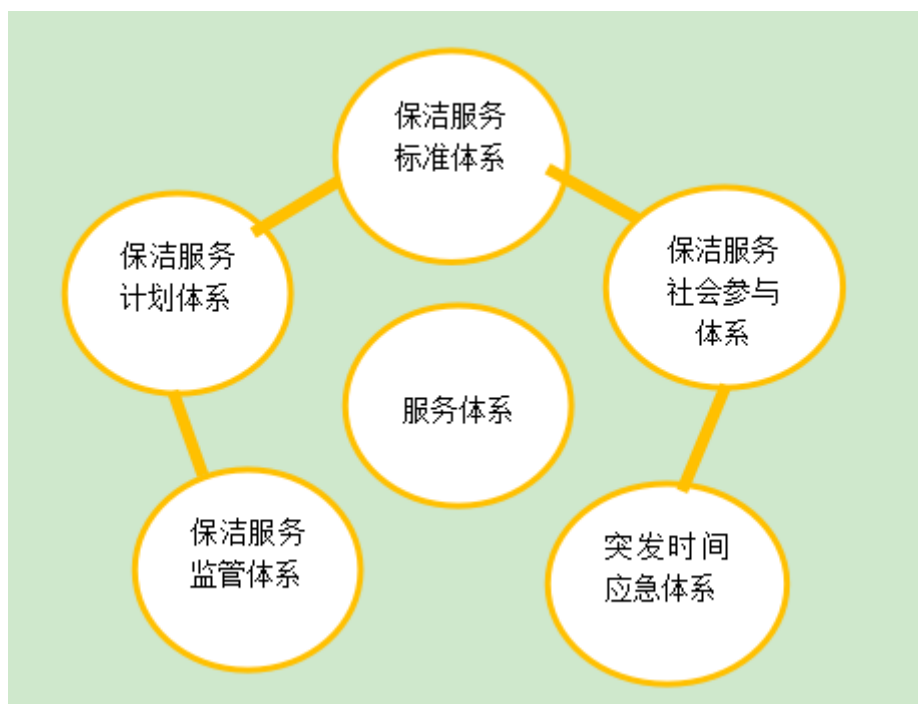 保洁服务
标准体系
保洁服务
计划体系
保洁服务
社会参与
体系
服务体系
保洁服务
监管体系
突发时间
应急体系